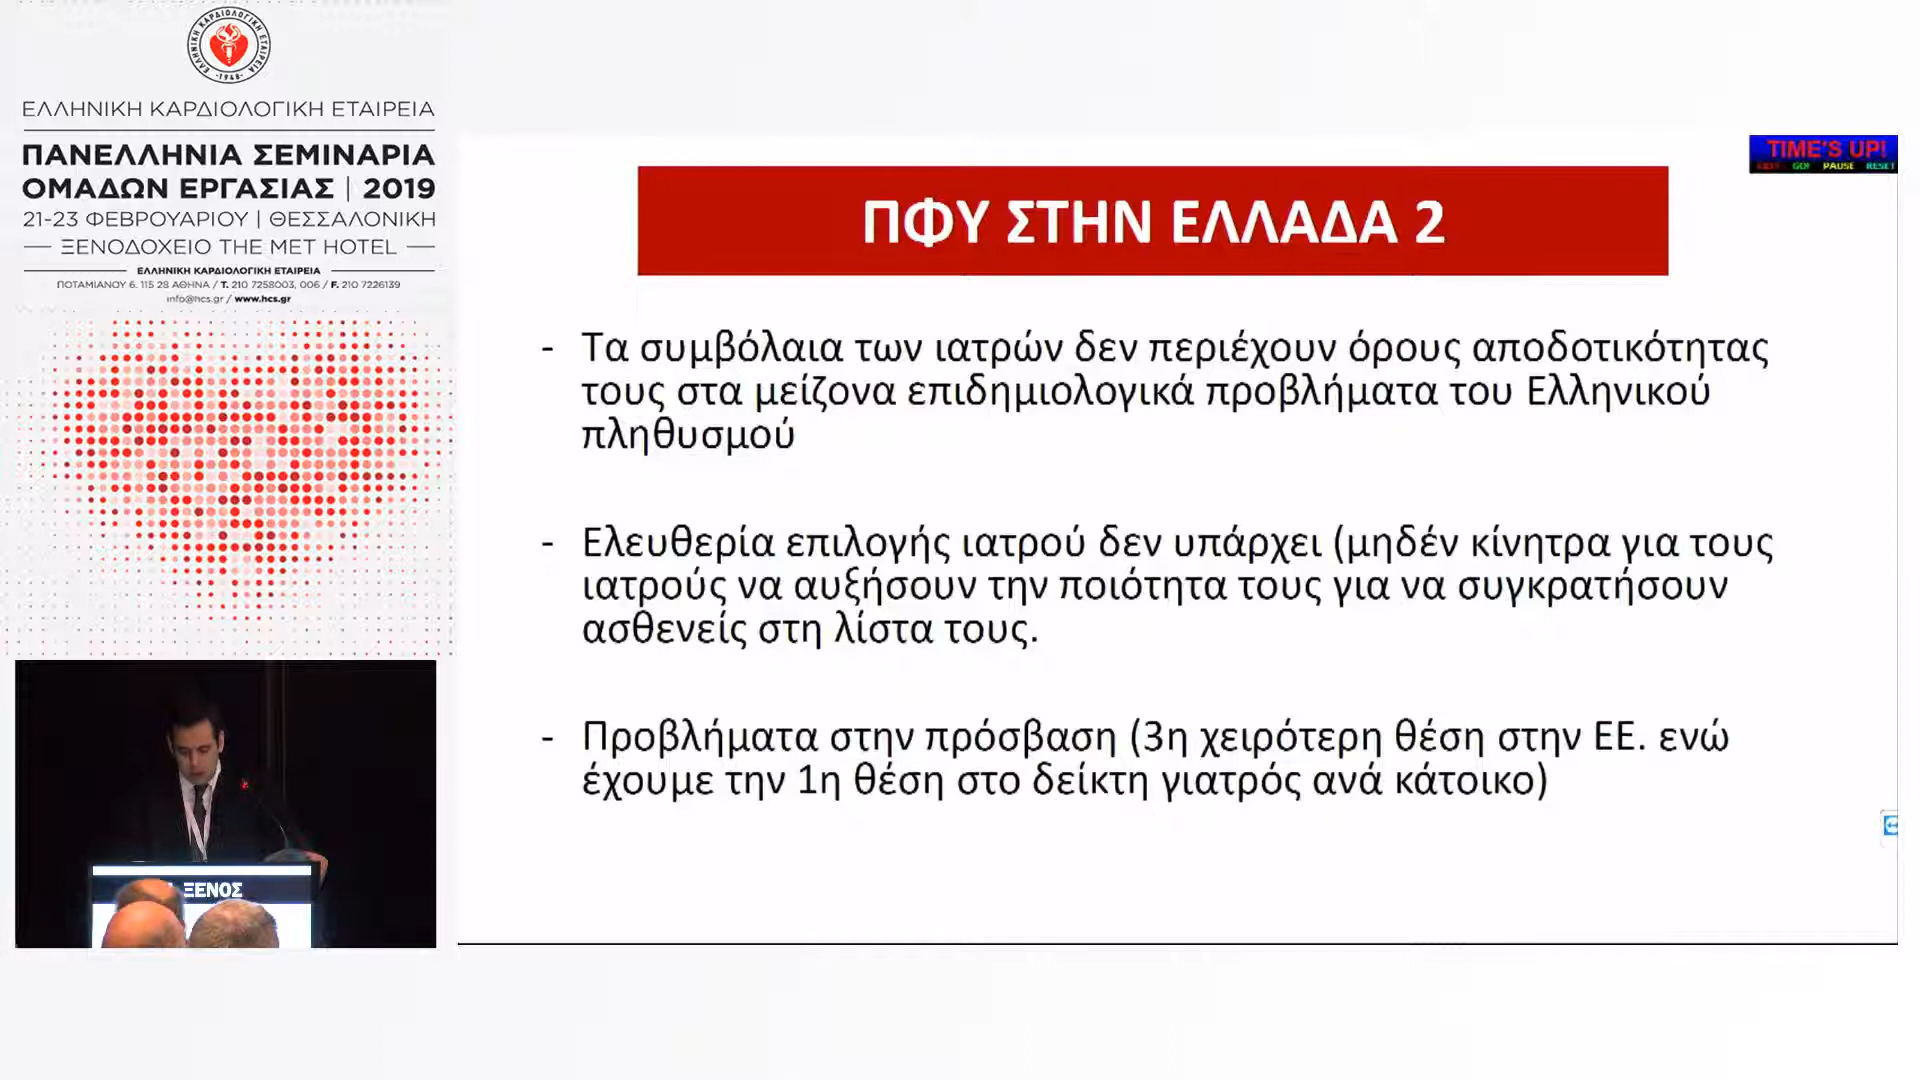 ΕΛΛΗΝΙΚΗ ΚΑΡΔΙΟΛΟΓΙΚΗ ΕΤΑΙΡΕΙΑ
-1948-
ΕΛΛΗΝΙΚΗ ΚΑΡΔΙΟΛΟΓΙΚΗ ΕΤΑΙΡΕΙΑ
ΠΑΝΕΛΛΗΝΙΑ ΣΕΜΙΝΑΡΙΑ
ΟΜΑΔΩΝ ΕΡΓΑΣΙΑΣ | 2019
21-23 ΦΕΒΡΟΥΑΡΙΟΥ | ΘΕΣΣΑΛΟΝΙΚΗ
ΞΕΝΟΔΟΧΕΙΟ THE MET HOTEL
ΕΛΛΗΝΙΚΗ ΚΑΡΔΙΟΛΟΓΙΚΗ ΕΤΑΙΡΕΙΑ
ΠΟΤΑΜΙΑΝΟΥ 6. 115 28 ΑΘΗΝΑ / T. 210 7258003, 006 / F. 210 7226139
info@hcs.gr / www.hcs.gr
ΞΕΝΟΣ
TIME'S UP!
GO! PAUSE RESET
ΠΦΥ ΣΤΗΝ ΕΛΛΑΔΑ 2
- Τα συμβόλαια των ιατρών δεν περιέχουν όρους αποδοτικότητας
τους στα μείζονα επιδημιολογικά προβλήματα του Ελληνικού
πληθυσμού
- Ελευθερία επιλογής ιατρού δεν υπάρχει (μηδέν κίνητρα για τους
ιατρούς να αυξήσουν την ποιότητα τους για να συγκρατήσουν
ασθενείς στη λίστα τους.
- Προβλήματα στην πρόσβαση (3η χειρότερη θέση στην ΕΕ. ενώ
έχουμε την 1η θέση στο δείκτη γιατρός ανά κάτοικο)